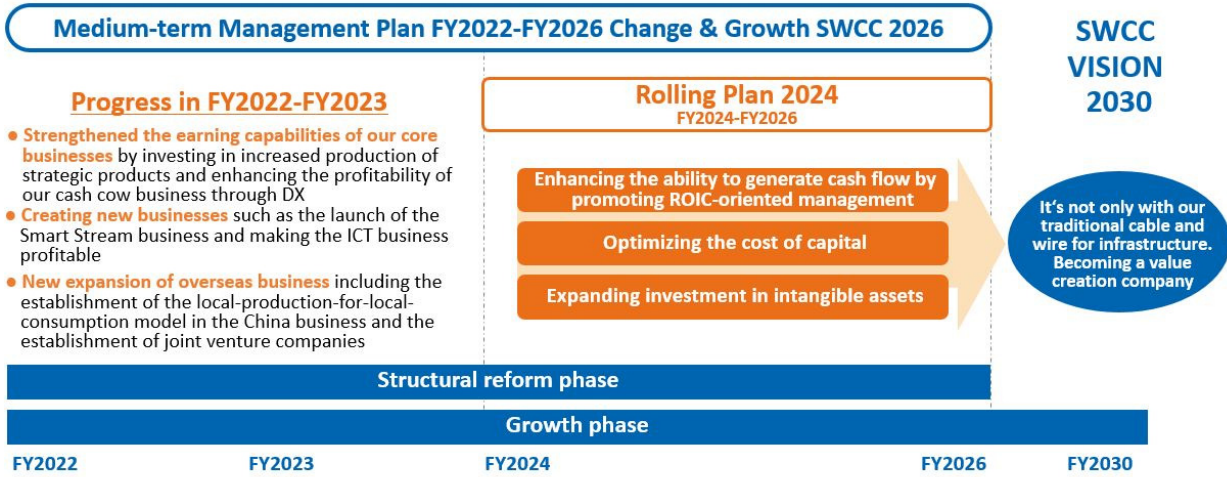 Medium-term Management Plan FY2022-FY2026 Change & Growth SWCC 2026
SWCC
VISION
2030
Progress in FY2022-FY2023
● Strengthened the earning capabilities of our core
businesses by investing in increased production of
strategic products and enhancing the profitability of
our cash cow business through DX
● Creating new businesses such as the launch of the
Smart Stream business and making the ICT business
profitable
● New expansion of overseas business including the
establishment of the local-production-for-local-
consumption model in the China business and the
establishment of joint venture companies
Rolling Plan 2024
FY2024-FY2026
Enhancing the ability to generate cash flow by
promoting ROIC-oriented management
Optimizing the cost of capital
Expanding investment in intangible assets
It's not only with our
traditional cable and
wire for infrastructure.
Becoming a value
creation company
Structural reform phase
Growth phase
FY2022
FY2023
FY2024
FY2026
FY2030